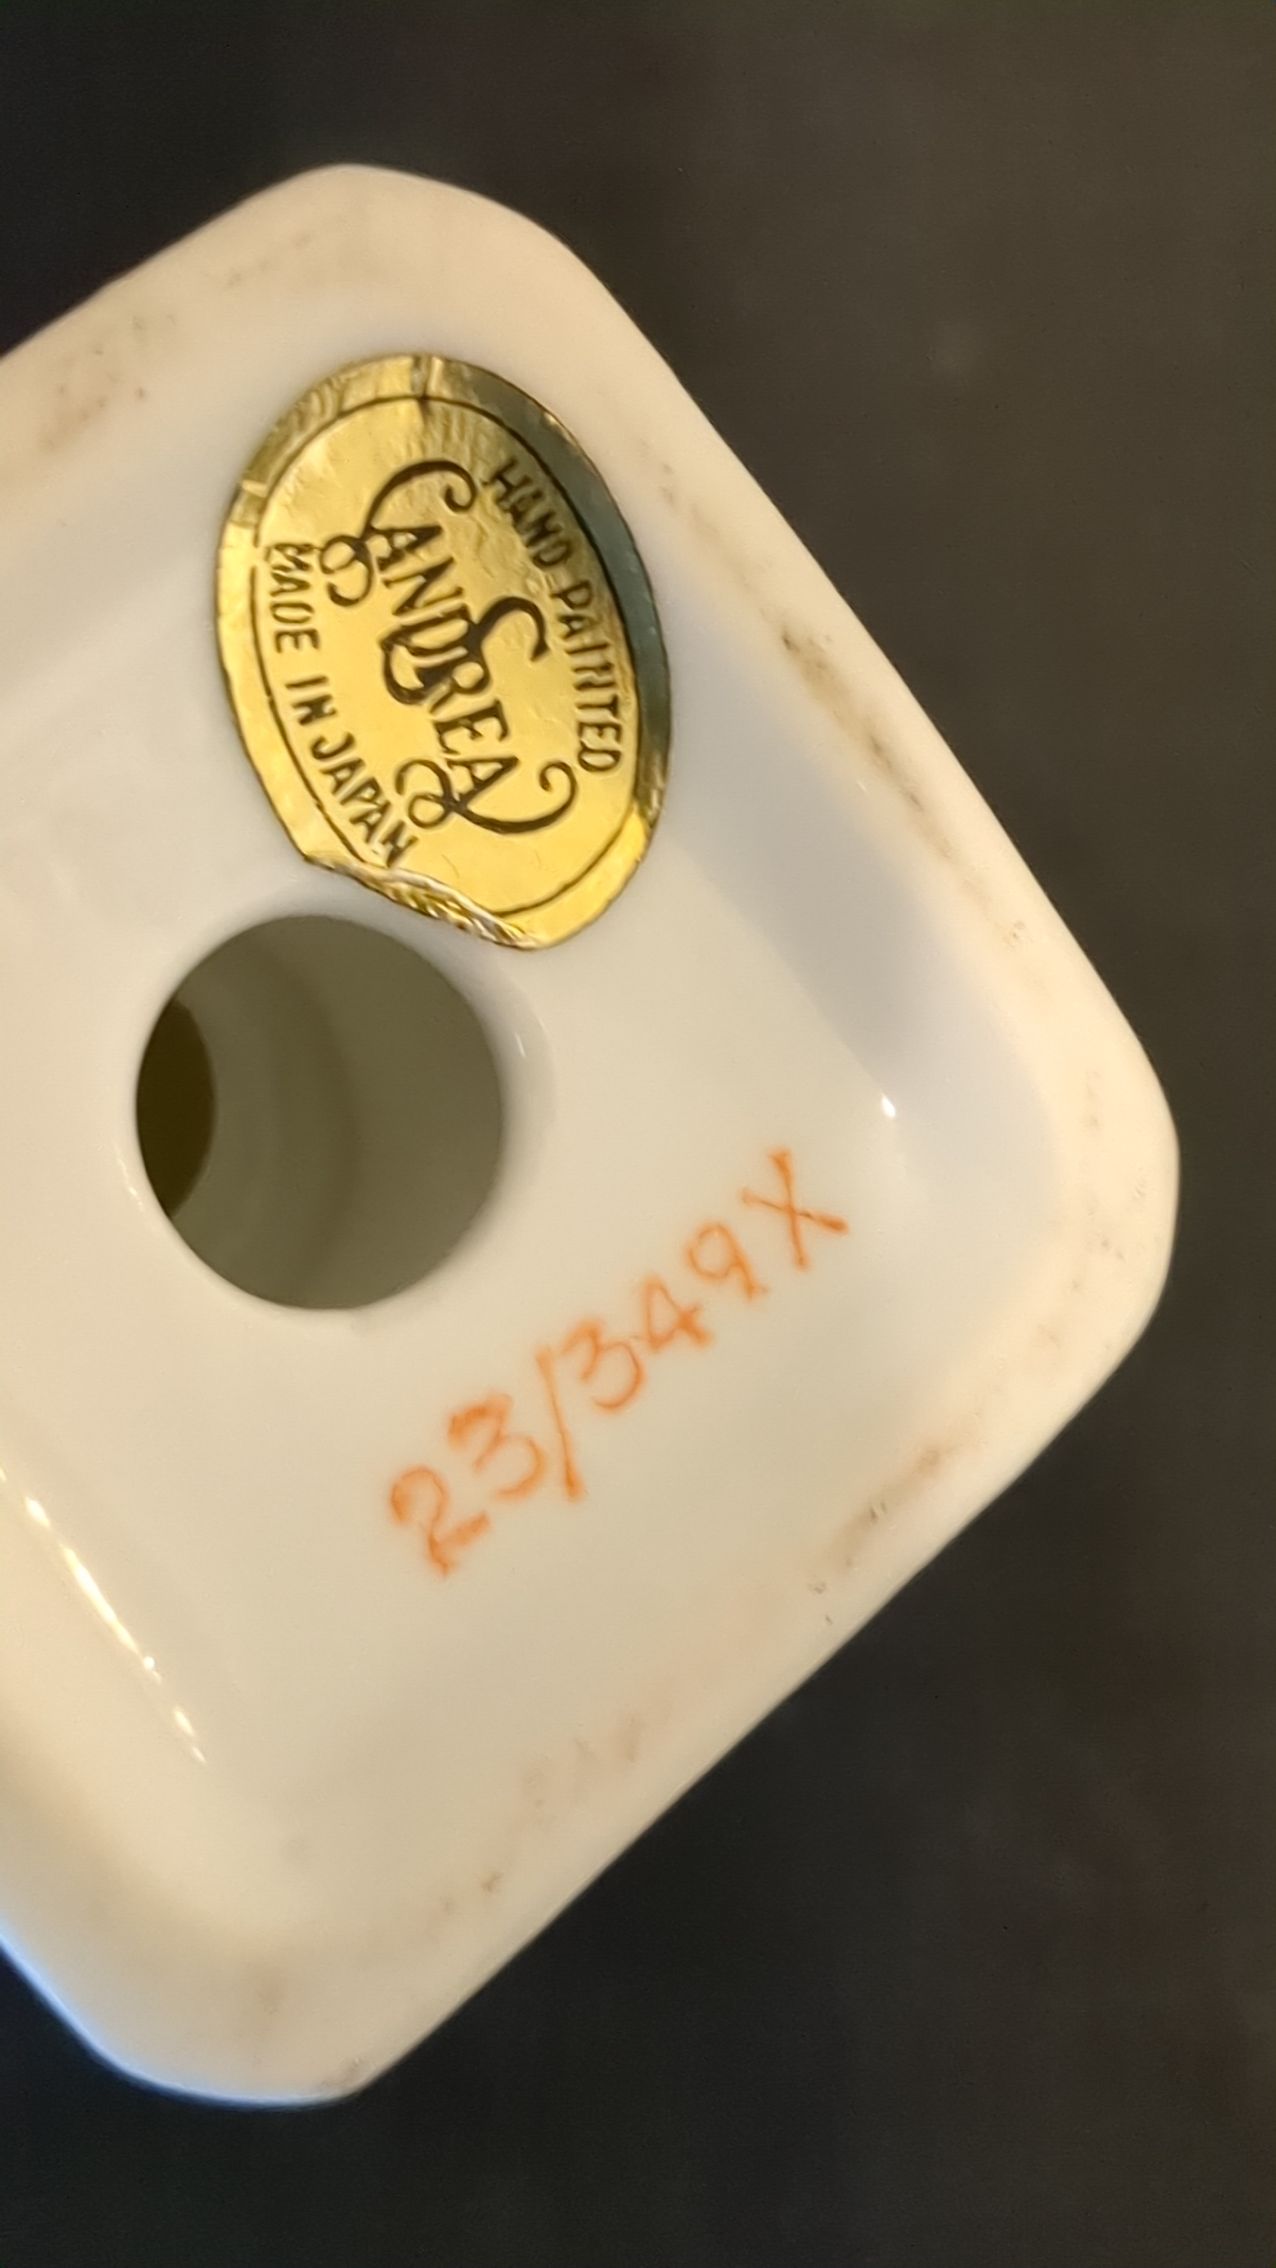 HAND PAINTED
ANDREA
MADE IN JAPAN
23/349X